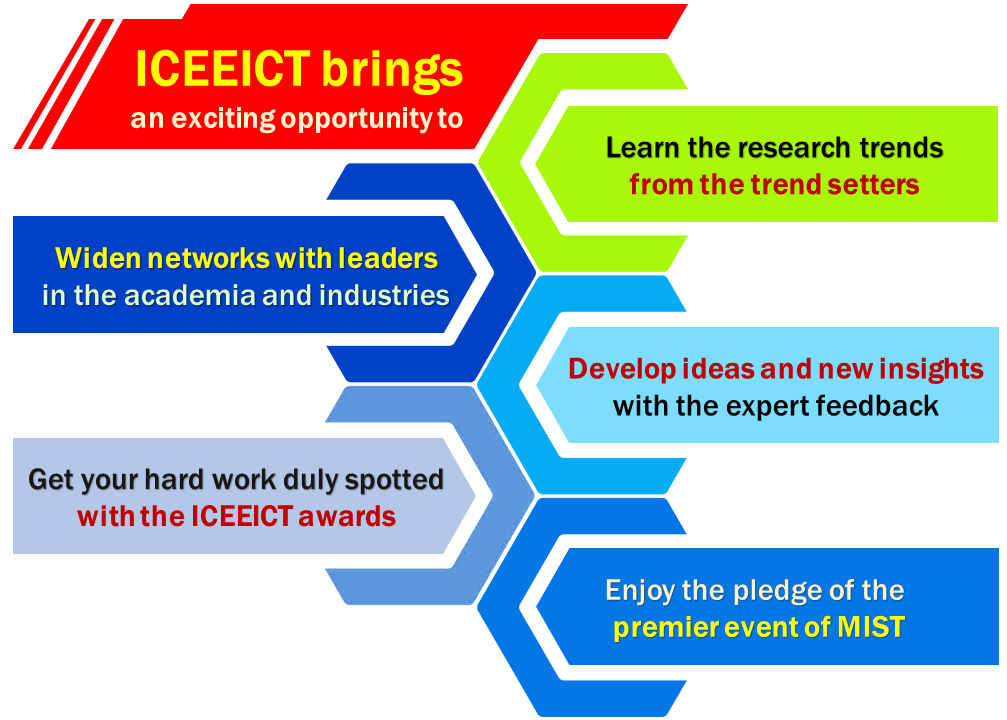 ICEEICT brings
an exciting opportunity to
Learn the research trends
from the trend setters
Widen networks with leaders
in the academia and industries
Develop ideas and new insights
with the expert feedback
Get your hard work duly spotted
with the ICEEICT awards
Enjoy the pledge of the
premier event of MIST